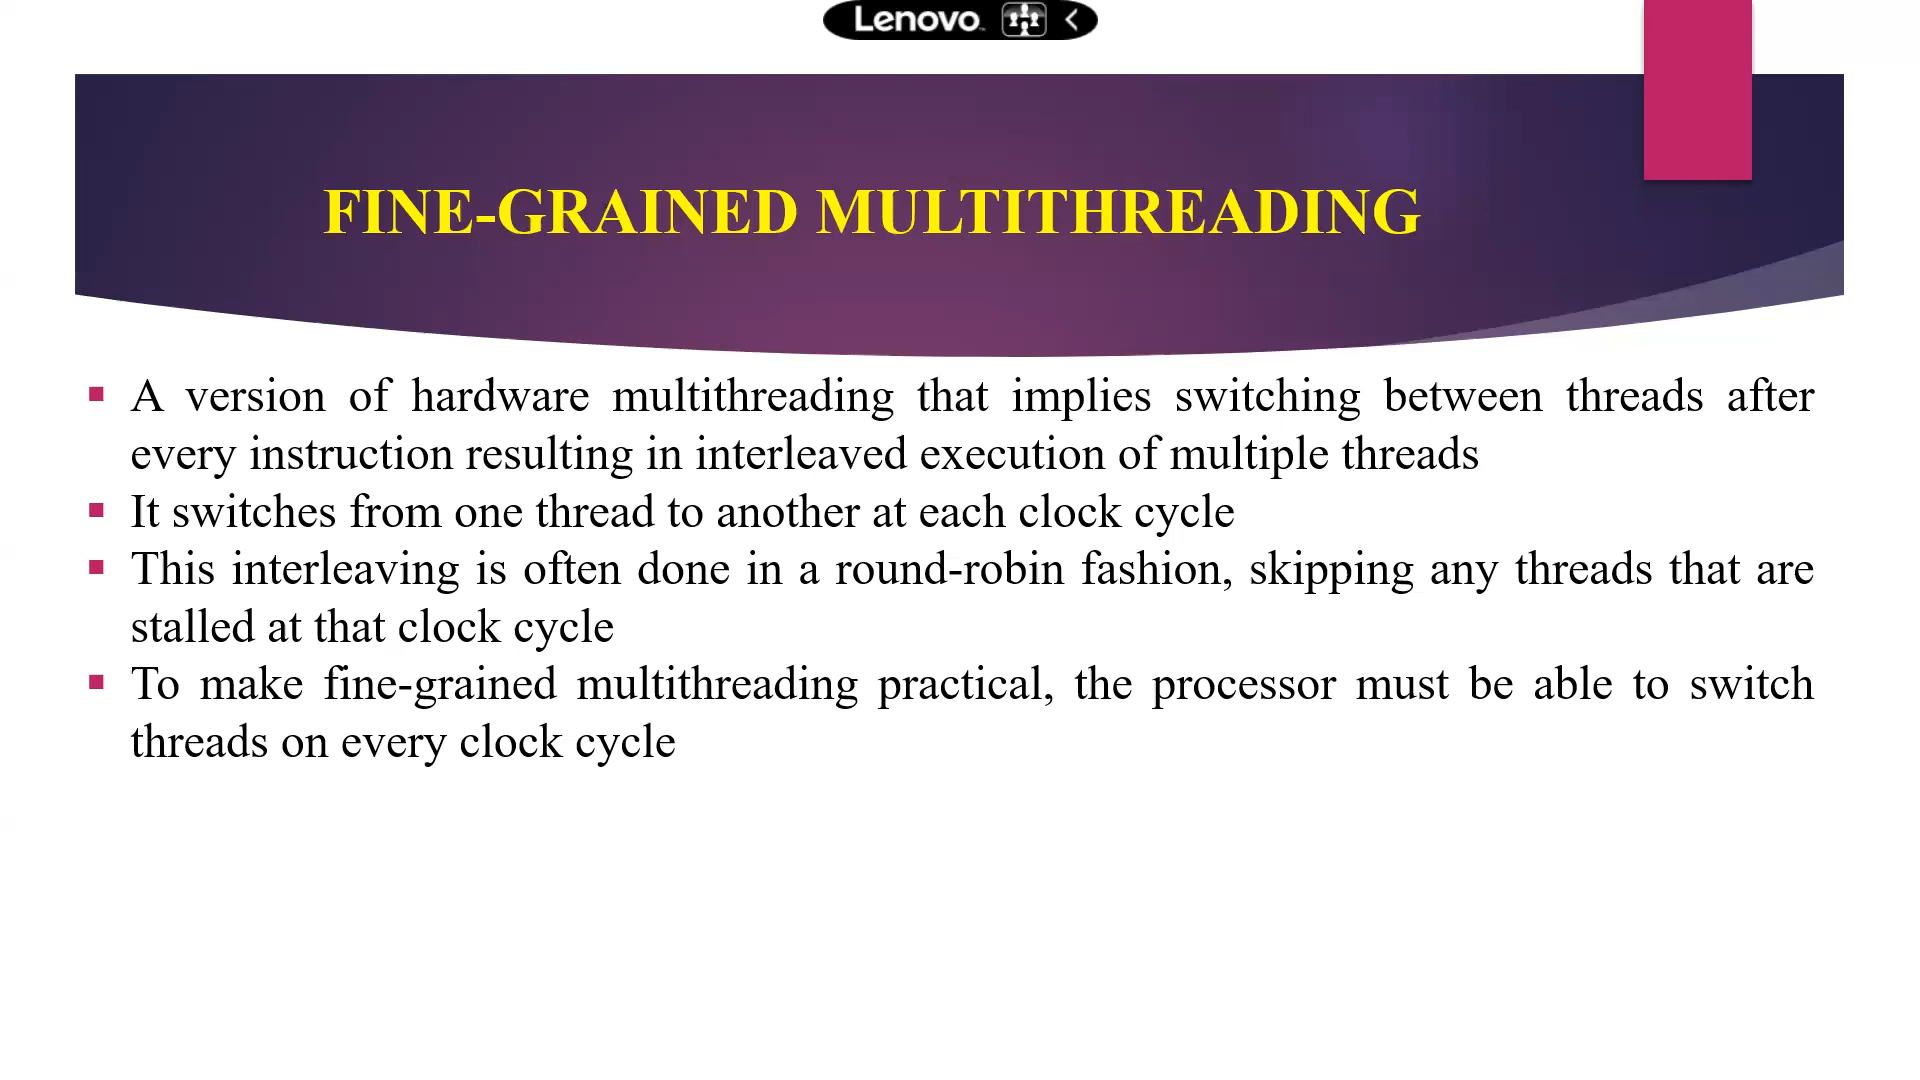 Lenovo
FINE-GRAINED MULTITHREADING
A version of hardware multithreading that implies switching between threads after
every instruction resulting in interleaved execution of multiple threads
It switches from one thread to another at each clock cycle
This interleaving is often done in a round-robin fashion, skipping any threads that are
stalled at that clock cycle
To make fine-grained multithreading practical, the processor must be able to switch
threads on every clock cycle